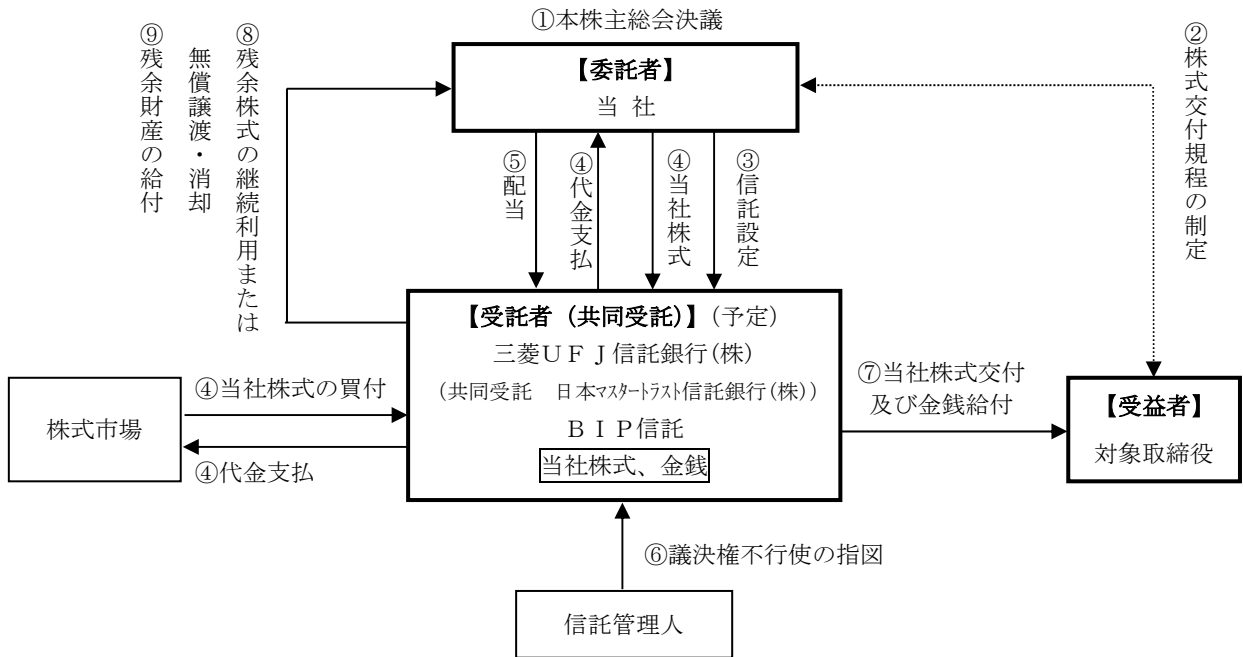 ①本株主総会決議
【委託者】
当 社
②株式交付規程の制定
⑧残余株式の継続利用または
無償譲渡・消却
⑨残余財産の給付
⑤配当
④代金支払
④当社株式
③信託設定
【受託者（共同受託）】(予定)
三菱ＵＦＪ信託銀行(株)
(共同受託　日本ﾏｽﾀｰﾄﾗｽﾄ信託銀行(株))
ＢＩＰ信託
当社株式、金銭
株式市場
④当社株式の買付
④代金支払
⑦当社株式交付
及び金銭給付
【受益者】
対象取締役
⑥議決権不行使の指図
信託管理人